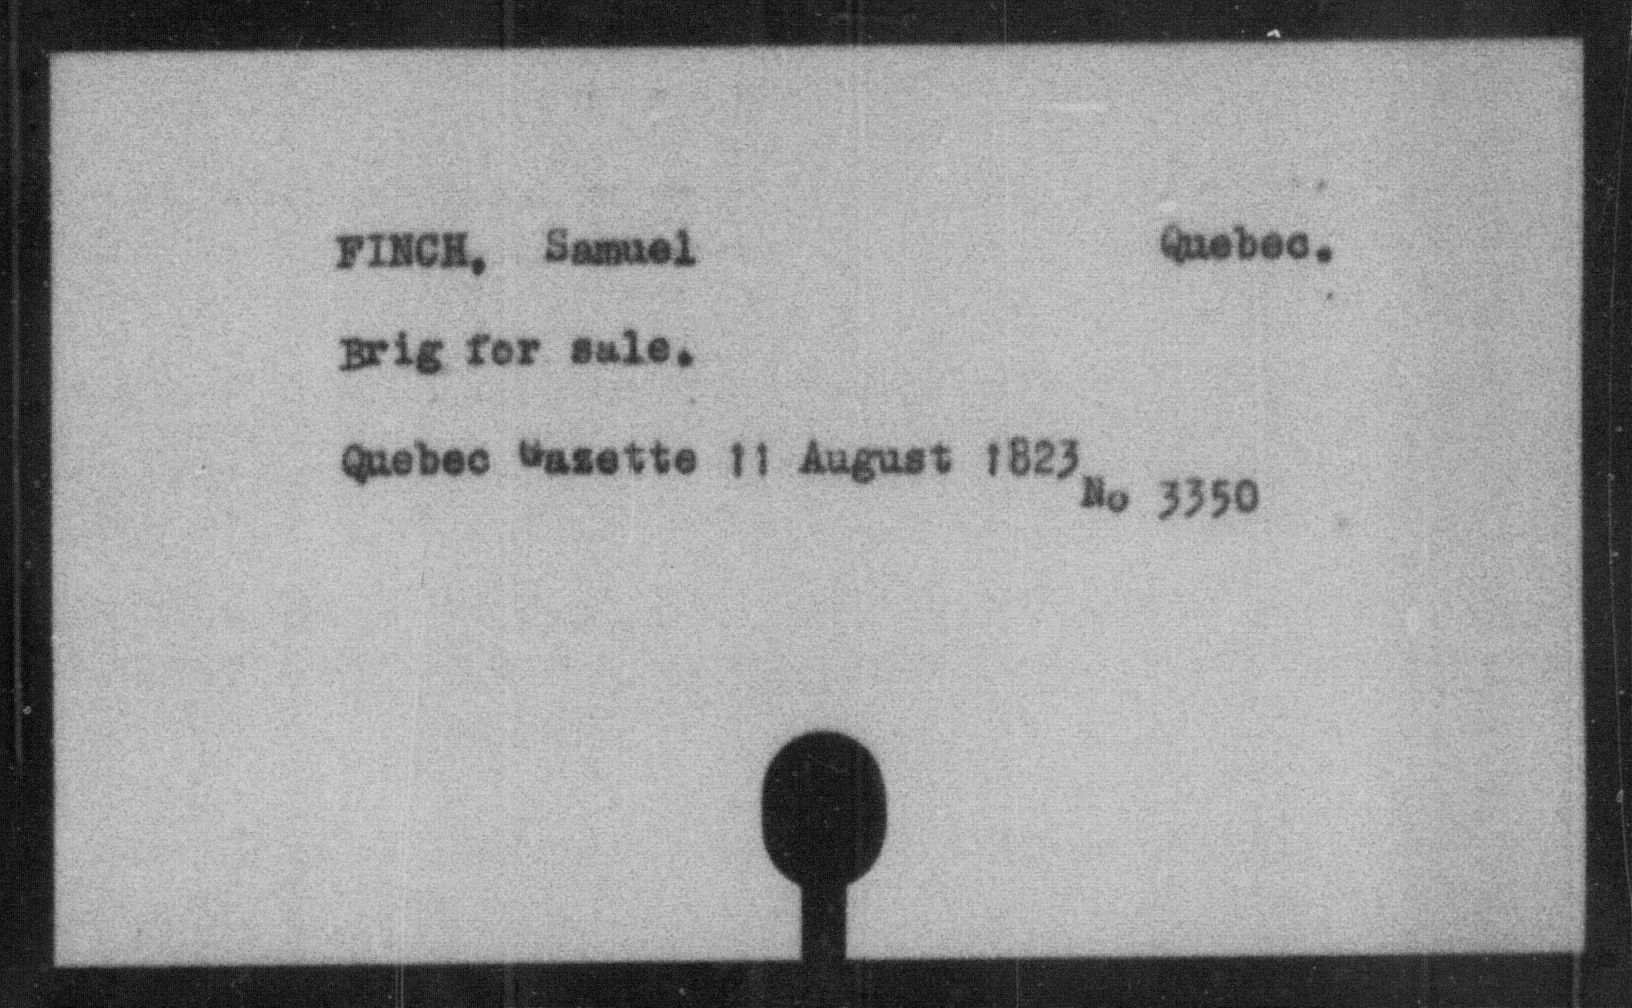 FINCH, Samuel Quebec.
Brig for sale.
Quebec Gazette 11 August 1823
No 3350